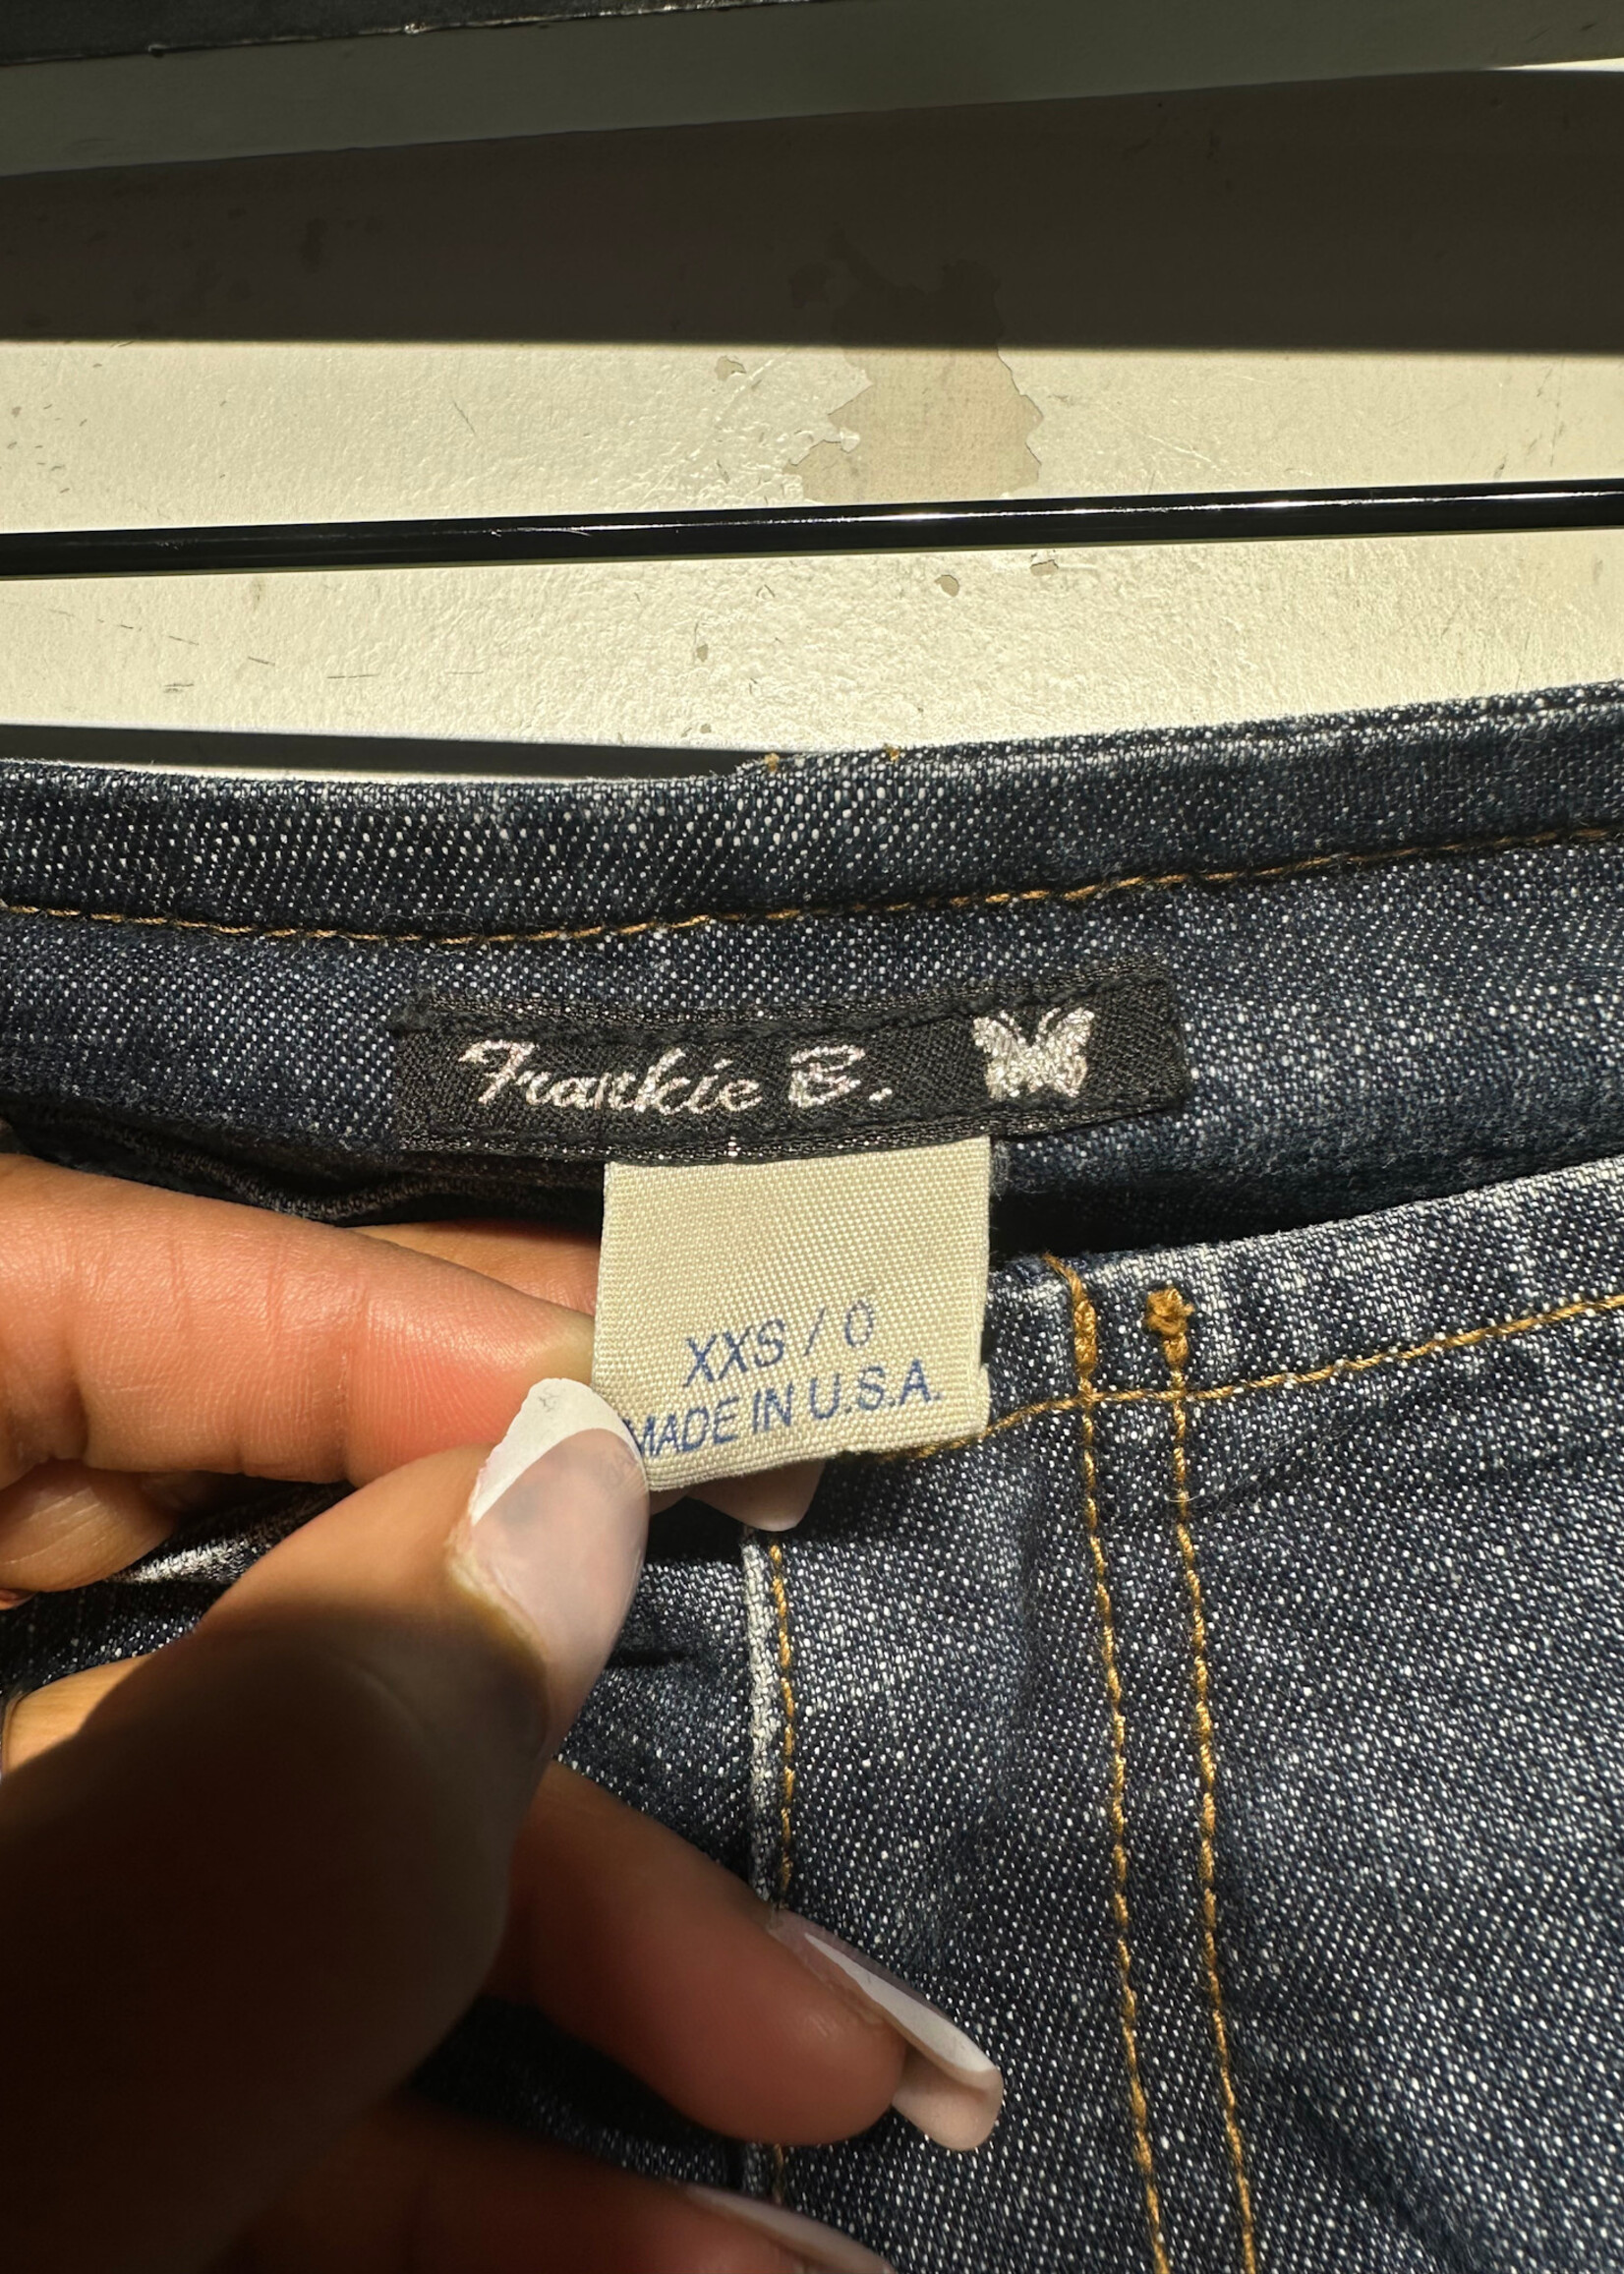 Frankie B.
XXS / 0
MADE IN U.S.A.